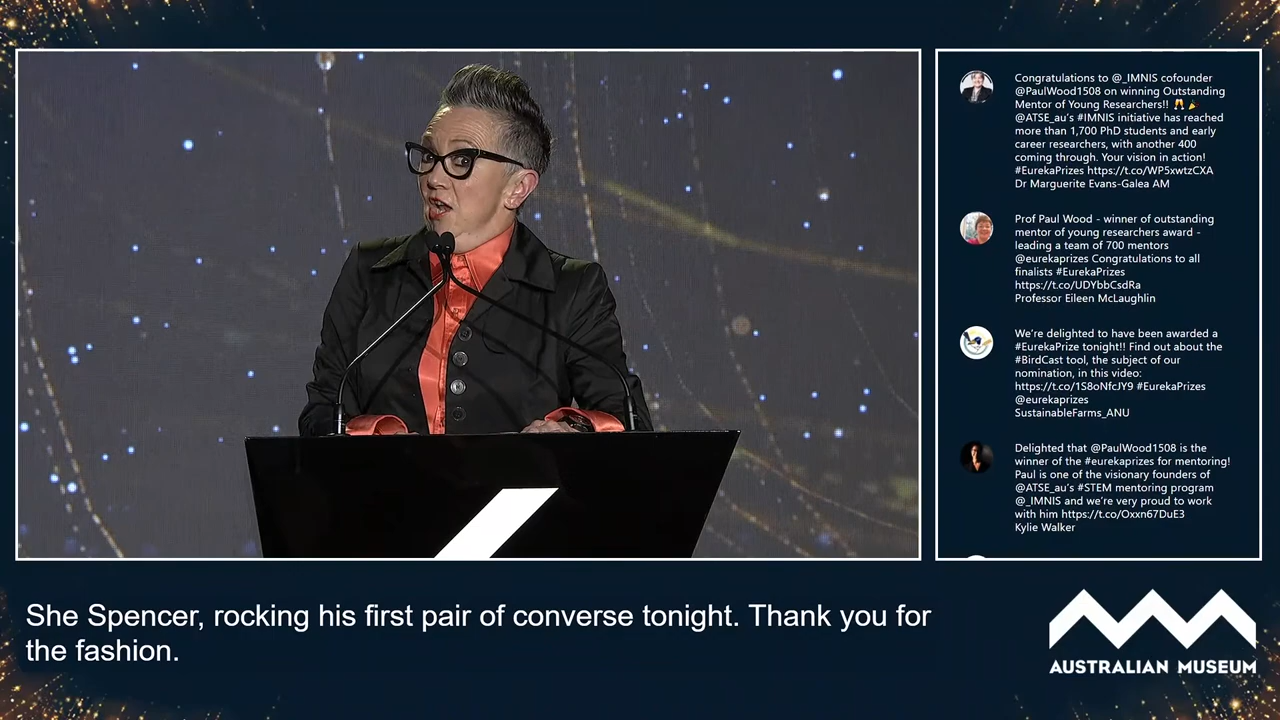 Congratulations to @_IMNIS cofounder
@PaulWood1508 on winning Outstanding
Mentor of Young Researchers!! 🥂 🎉
@ATSE_au's #IMNIS initiative has reached
more than 1,700 PhD students and early
career researchers, with another 400
coming through. Your vision in action!
#EurekaPrizes https://t.co/WP5xwtzCXA
Dr Marguerite Evans-Galea AM
Prof Paul Wood - winner of outstanding
mentor of young researchers award -
leading a team of 700 mentors
@eurekaprizes Congratulations to all
finalists #EurekaPrizes
https://t.co/UDYbbCsdRa
Professor Eileen McLaughlin
We're delighted to have been awarded a
#EurekaPrize tonight!! Find out about the
#BirdCast tool, the subject of our
nomination, in this video:
https://t.co/1S8oNfcJY9 #EurekaPrizes
@eurekaprizes
SustainableFarms_ANU
Delighted that @PaulWood1508 is the
winner of the #eurekaprizes for mentoring!
Paul is one of the visionary founders of
@ATSE_au's #STEM mentoring program
@_IMNIS and we're very proud to work
with him https://t.co/Oxxn67DuE3
Kylie Walker
She Spencer, rocking his first pair of converse tonight. Thank you for
the fashion.
AUSTRALIAN MUSEUM